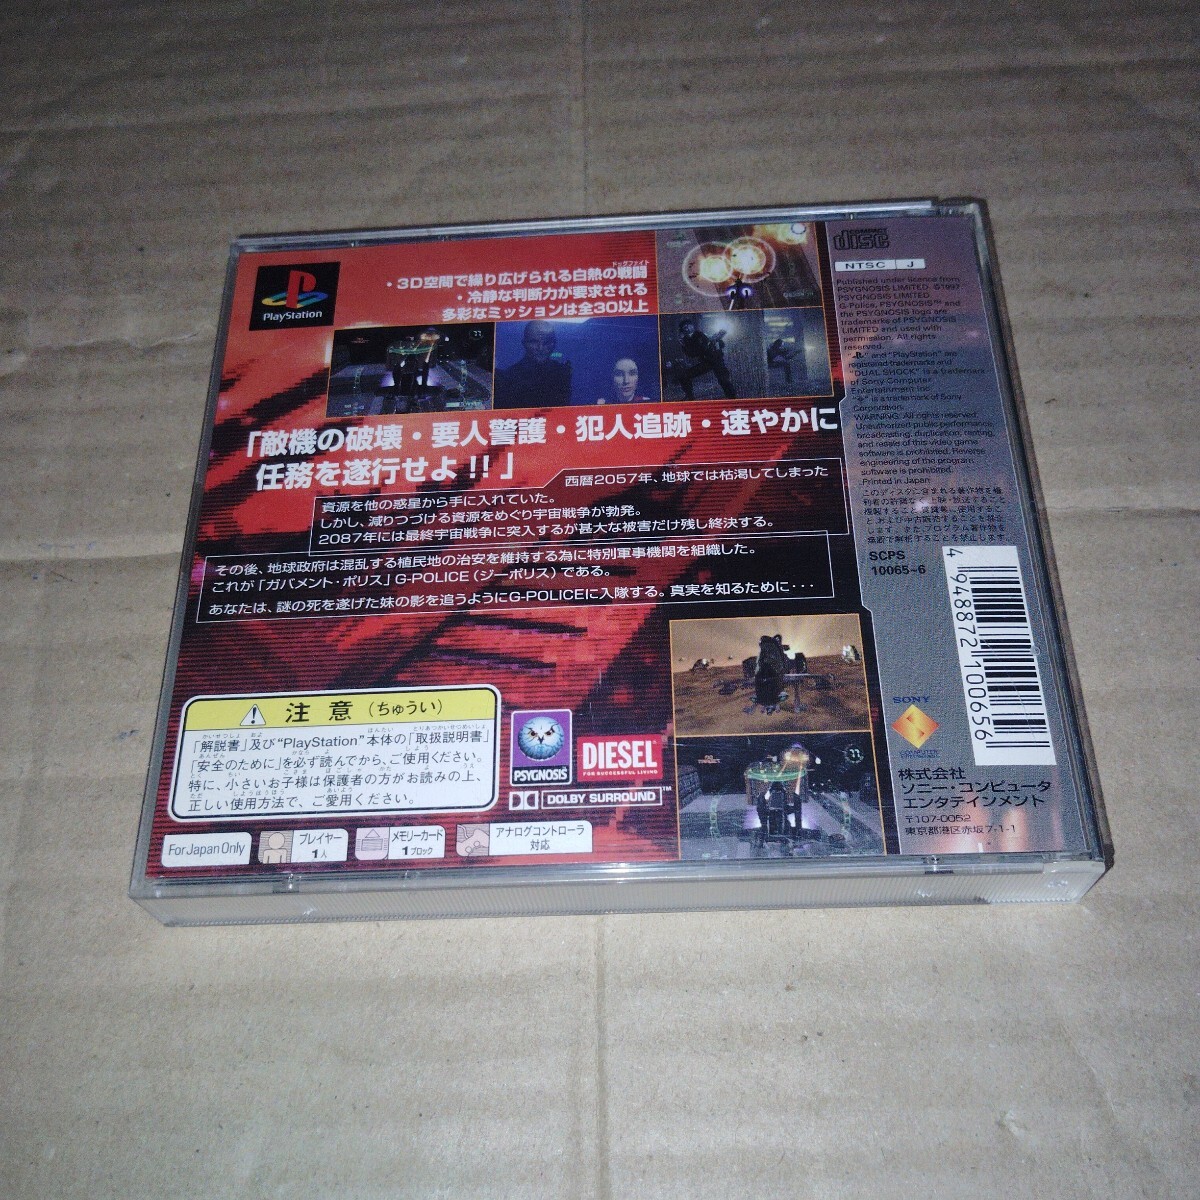 PlayStation
・3D空間で繰り広げられる白熱の戦闘
ドッグファイト
・冷静な判断力が要求される
多彩なミッションは全30以上
「敵機の破壊・要人警護・犯人追跡・速やかに
任務を遂行せよ!!」
西暦2057年、地球では枯渇してしまった
資源を他の惑星から手に入れていた。
しかし、減りつづける資源をめぐり宇宙戦争が勃発。
2087年には最終宇宙戦争に突入するが甚大な被害だけ残し終決する。
その後、地球政府は混乱する植民地の治安を維持する為に特別軍事機関を組織した。
これが「ガバメント・ポリス」G-POLICE（ジーポリス）である。
あなたは、謎の死を遂げた妹の影を追うようにG-POLICEに入隊する。真実を知るために・・・
注意（ちゅうい）
「解説書」及び“PlayStation”本体の「取扱説明書」
「安全のために」を必ず読んでから、ご使用ください。
特に、小さいお子様は保護者の方がお読みの上、
正しい使用方法で、ご愛用ください。
For Japan Only
プレイヤー
1人
メモリーカード
1ブロック
アナログコントローラ
対応
PSYGNOSIS
DIESEL
FOR SUCCESSFUL LIVING
DOLBY SURROUND™
COMPACT
disc
NTSC J
Published under licence from
PSYGNOSIS LIMITED. ©1997
PSYGNOSIS LIMITED.
G-Police, PSYGNOSIS™ and
the PSYGNOSIS logo are
trademarks of PSYGNOSIS
LIMITED and used with
permission. All rights
reserved.
" " and "PlayStation" are
registered trademarks and
"DUAL SHOCK" is a trademark
of Sony Computer
Entertainment Inc.
" " is a trademark of Sony
Corporation.
WARNING: All rights reserved.
Unauthorized public performance,
broadcasting, duplication, renting,
and resale of this video game
software is prohibited. Reverse
engineering of the program
software is prohibited.
Printed in Japan
SCPS
10065~6
4 948872 100656
SONY
COMPUTER
ENTERTAINMENT
株式会社
ソニー・コンピュータ
エンタテインメント
〒107-0052
東京都港区赤坂7-1-1